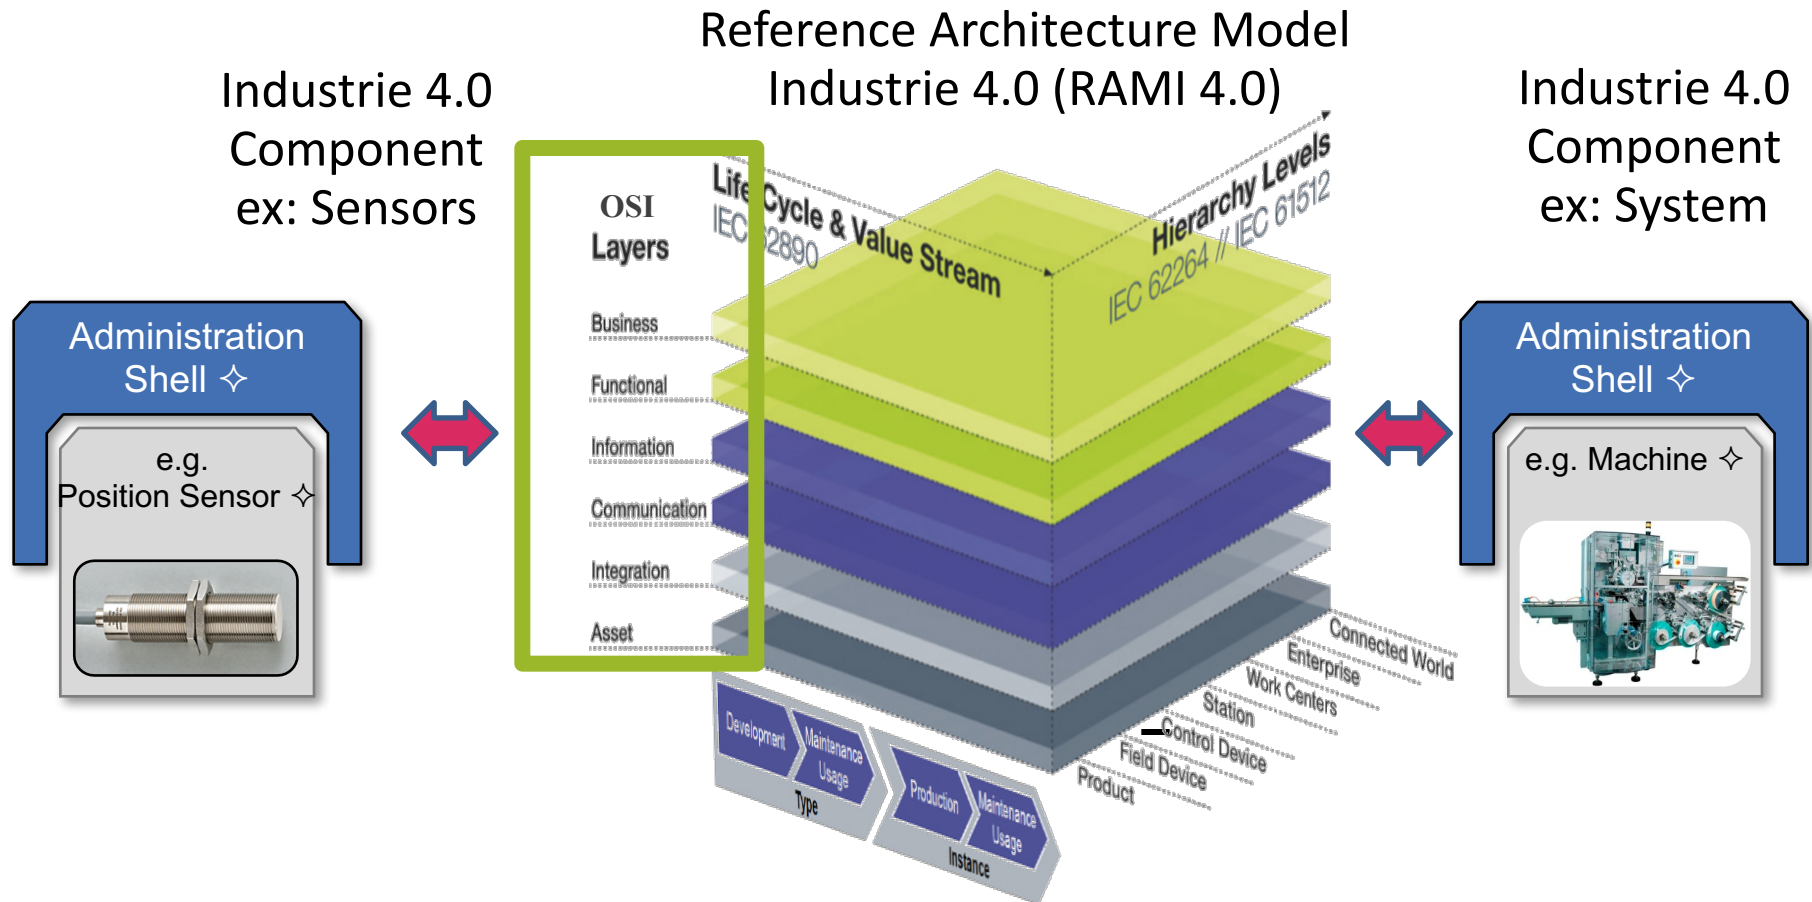 Reference Architecture Model
Industrie 4.0 (RAMI 4.0)
Industrie 4.0
Component
ex: Sensors
Industrie 4.0
Component
ex: System
Administration
Shell ✧
e.g.
Position Sensor ✧
OSI
Layers
Business
Functional
Information
Communication
Integration
Asset
Life Cycle & Value Stream
IEC 62890
Hierarchy Levels
IEC 62264 // IEC 61512
Connected World
Enterprise
Work Centers
Station
Control Device
Field Device
Product
Development
Maintenance
Usage
Type
Production
Maintenance
Usage
Instance
Administration
Shell ✧
e.g. Machine ✧